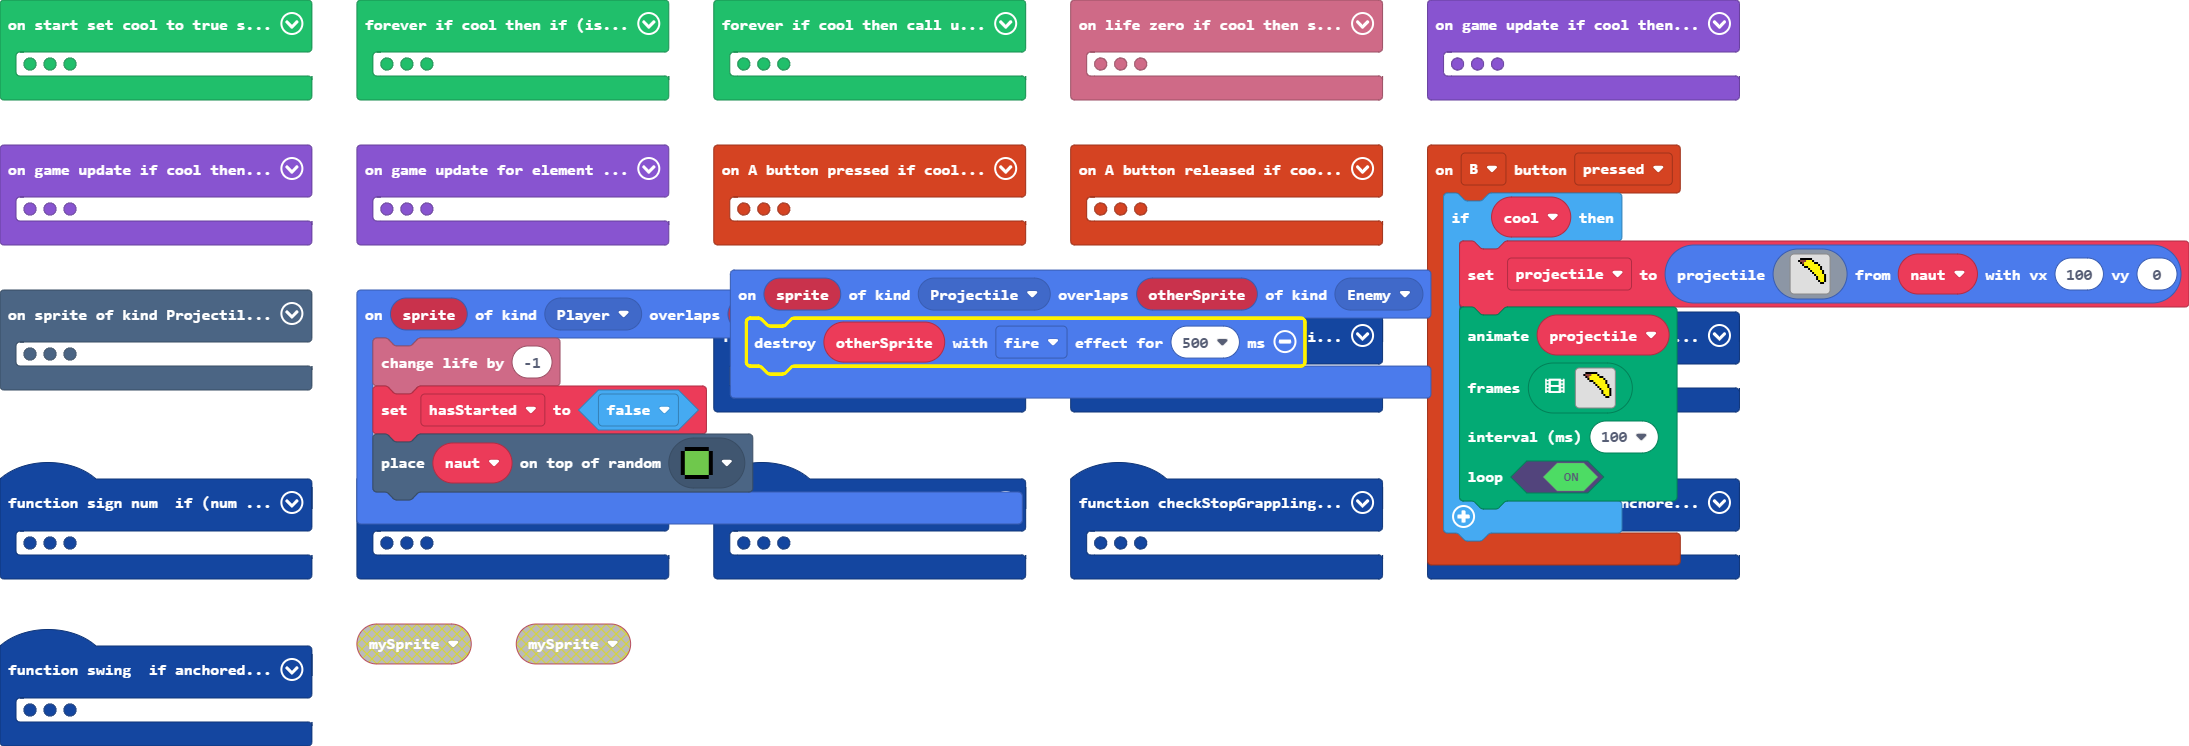 on start set cool to true s...
forever if cool then if (is...
forever if cool then call u...
on life zero if cool then s...
on game update if cool then...
on game update if cool then...
on game update for element ...
on A button pressed if cool...
on A button released if coo...
on B button pressed
if cool then
set projectile to projectile from naut with vx 100 vy 0
animate projectile
frames
interval (ms) 100
loop ON
on sprite of kind Projectil...
on sprite of kind Player overlaps
change life by -1
set hasStarted to false
place naut on top of random
on sprite of kind Projectile overlaps otherSprite of kind Enemy
destroy otherSprite with fire effect for 500 ms
i...
...
function sign num if (num ...
function checkStopGrappling...
nchore...
function swing if anchored...
mySprite
mySprite